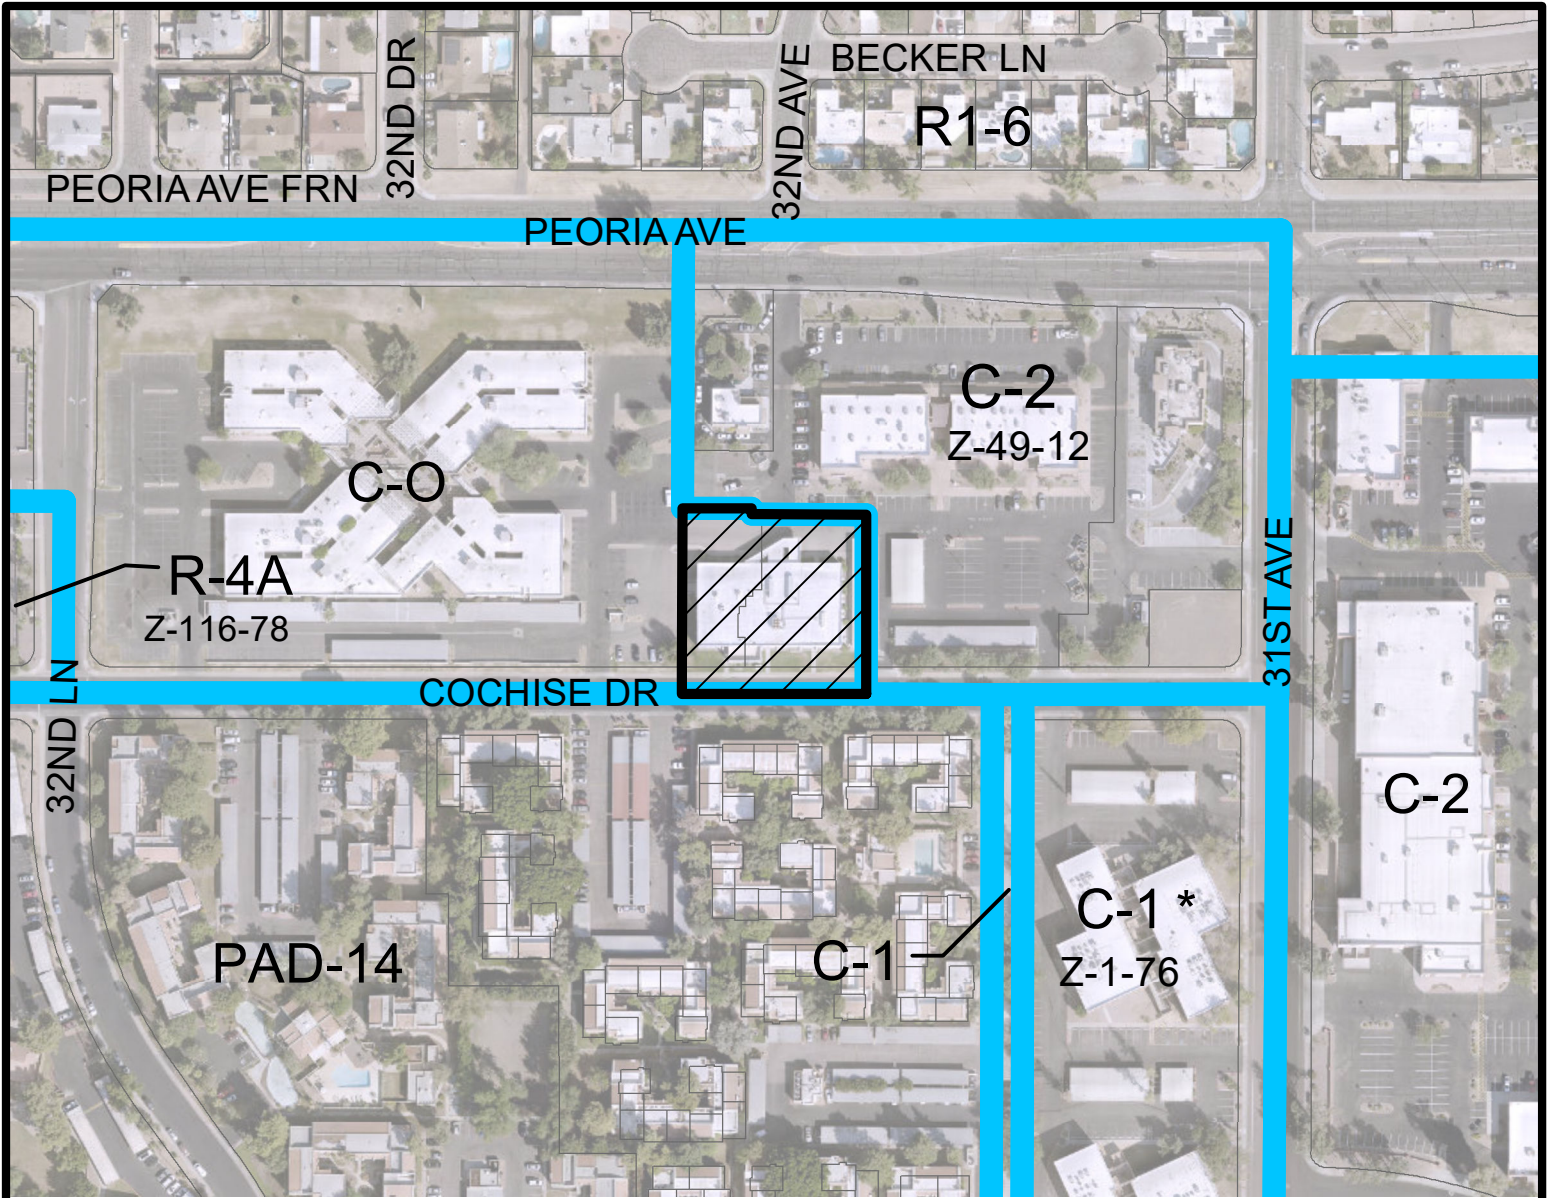 32ND DR
32ND AVE
BECKER LN
R1-6
PEORIA AVE FRN
PEORIA AVE
C-2
Z-49-12
C-O
R-4A
Z-116-78
31ST AVE
COCHISE DR
32ND LN
C-2
C-1 *
Z-1-76
C-1
PAD-14